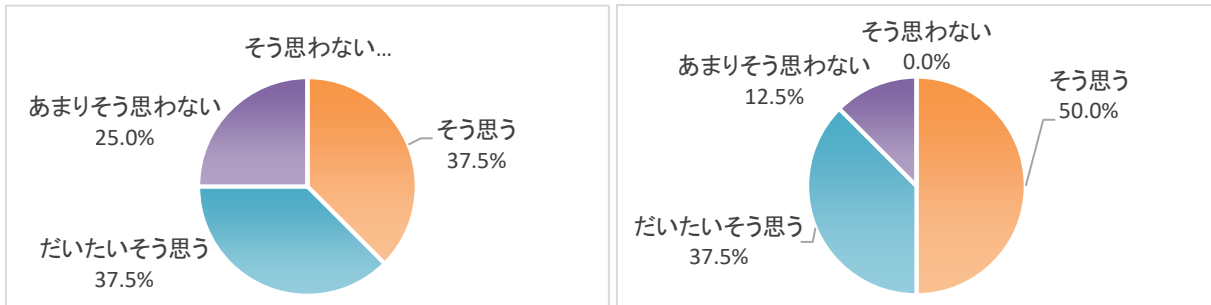 そう思わない…
あまりそう思わない
25.0%
そう思う
37.5%
だいたいそう思う
37.5%
そう思わない
0.0%
あまりそう思わない
12.5%
そう思う
50.0%
だいたいそう思う
37.5%